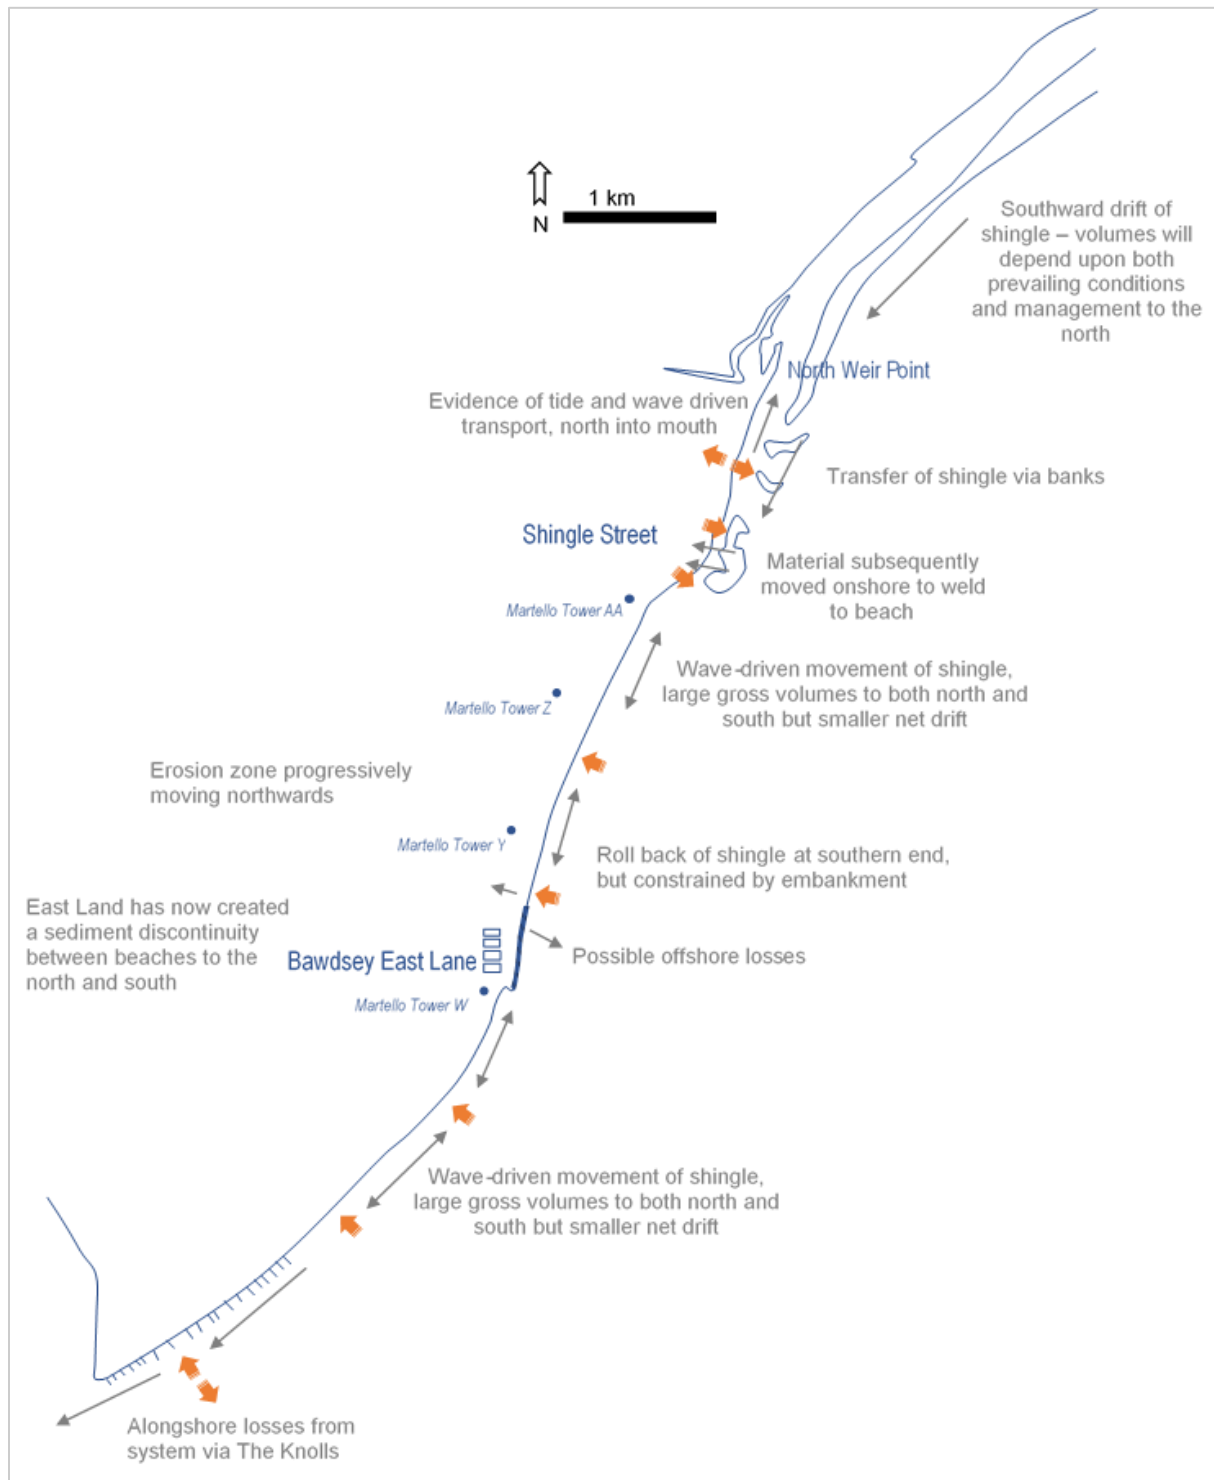 1 km
N
Southward drift of
shingle – volumes will
depend upon both
prevailing conditions
and management to the
north
North Weir Point
Evidence of tide and wave driven
transport, north into mouth
Transfer of shingle via banks
Shingle Street
Material subsequently
moved onshore to weld
to beach
Martello Tower AA
Wave-driven movement of shingle,
large gross volumes to both north and
south but smaller net drift
Martello Tower Z
Erosion zone progressively
moving northwards
Martello Tower Y
Roll back of shingle at southern end,
but constrained by embankment
East Land has now created
a sediment discontinuity
between beaches to the
north and south
Bawdsey East Lane
Possible offshore losses
Martello Tower W
Wave-driven movement of shingle,
large gross volumes to both north and
south but smaller net drift
Alongshore losses from
system via The Knolls